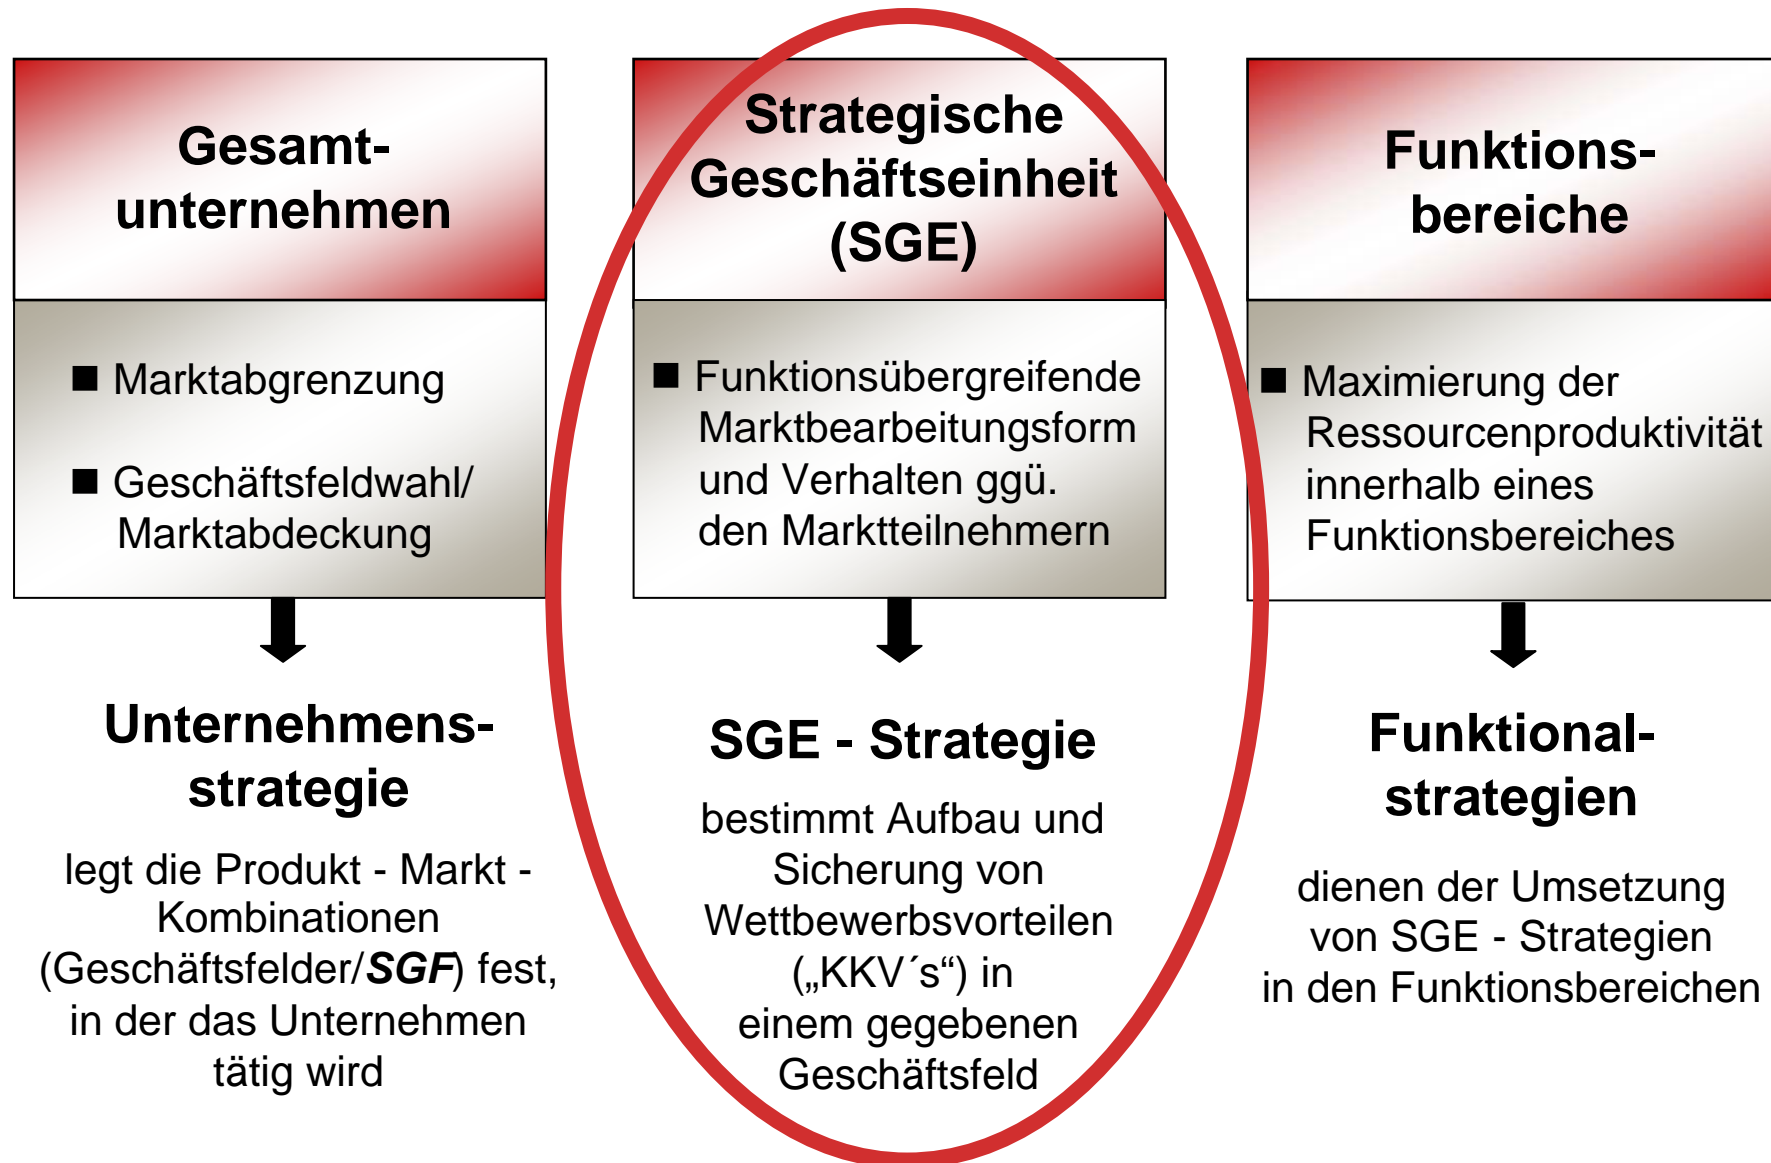 Gesamt-
unternehmen
■ Marktabgrenzung
■ Geschäftsfeldwahl/
Marktabdeckung
Unternehmens-
strategie
legt die Produkt - Markt -
Kombinationen
(Geschäftsfelder/SGF) fest,
in der das Unternehmen
tätig wird
Strategische
Geschäftseinheit
(SGE)
■ Funktionsübergreifende
Marktbearbeitungsform
und Verhalten ggü.
den Marktteilnehmern
SGE - Strategie
bestimmt Aufbau und
Sicherung von
Wettbewerbsvorteilen
(„KKV´s“) in
einem gegebenen
Geschäftsfeld
Funktions-
bereiche
■ Maximierung der
Ressourcenproduktivität
innerhalb eines
Funktionsbereiches
Funktional-
strategien
dienen der Umsetzung
von SGE - Strategien
in den Funktionsbereichen